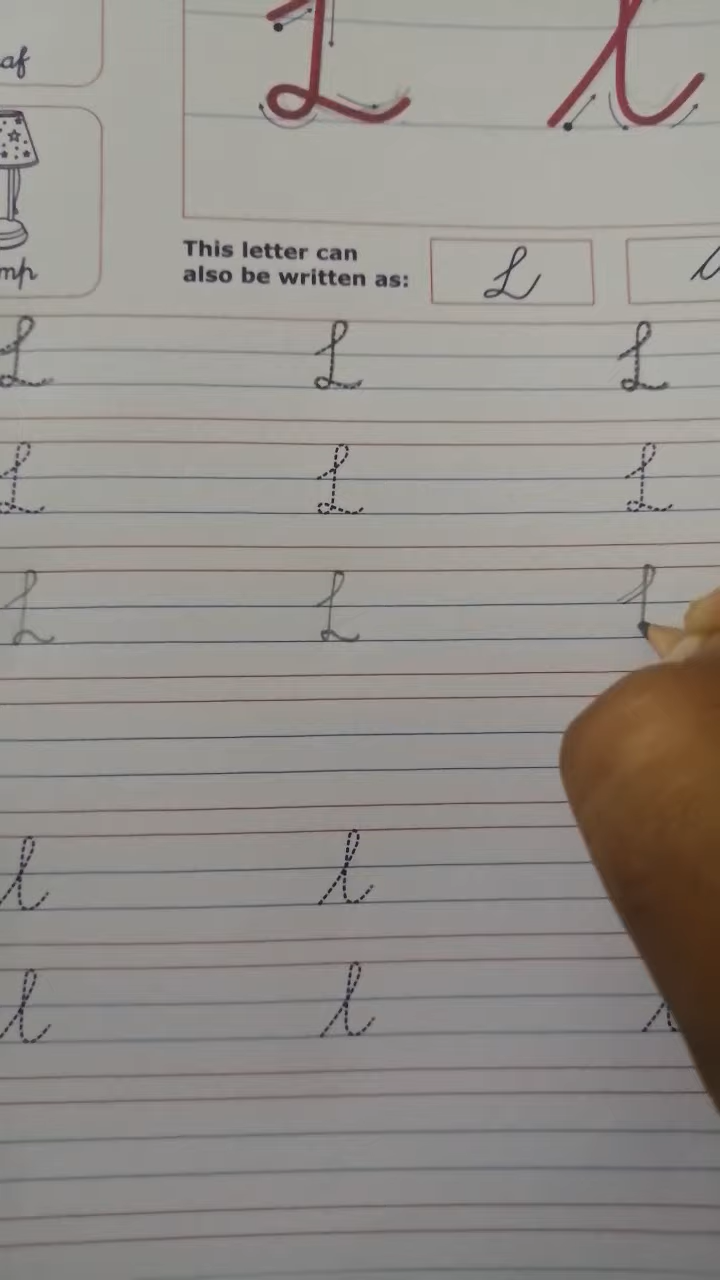 af
L l
mp
This letter can
also be written as: L
L L L
L L L
L L L
l l
l l l